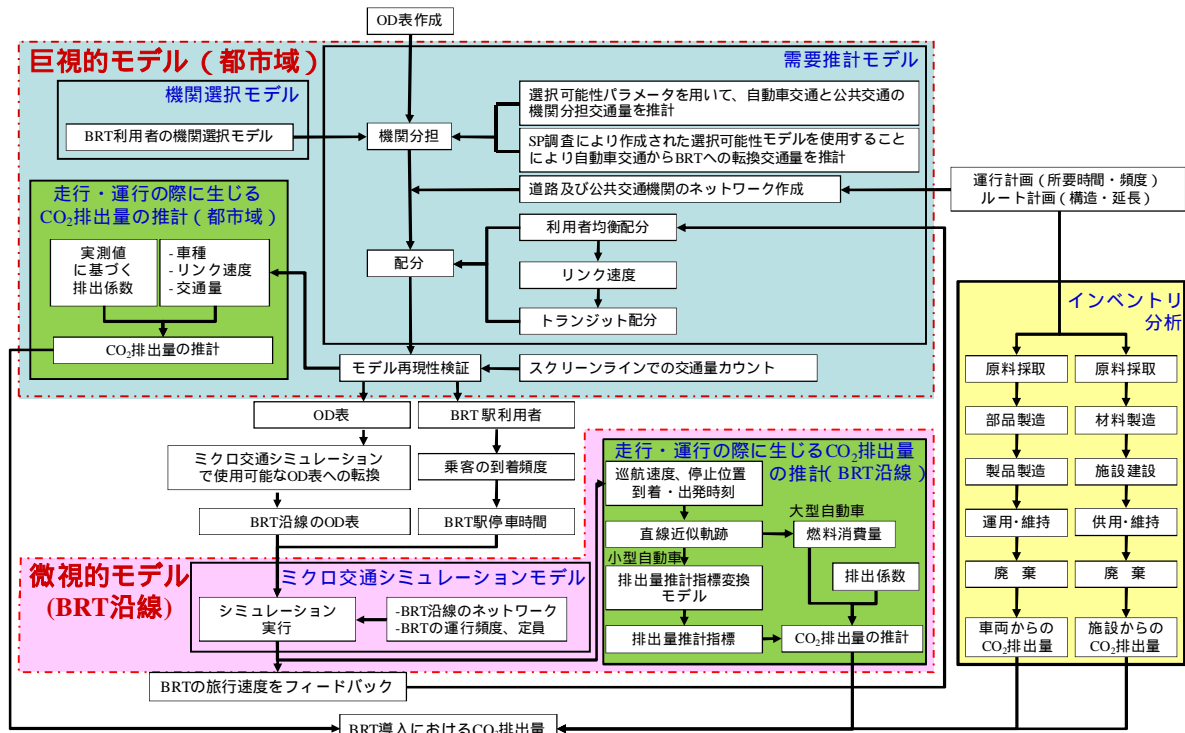 OD表作成
巨視的モデル（都市域）
需要推計モデル
機関選択モデル
BRT利用者の機関選択モデル
機関分担
選択可能性パラメータを用いて、自動車交通と公共交通の
機関分担交通量を推計
SP調査により作成された選択可能性モデルを使用すること
により自動車交通からBRTへの転換交通量を推計
道路及び公共交通機関のネットワーク作成
運行計画（所要時間・頻度）
ルート計画（構造・延長）
走行・運行の際に生じる
CO₂排出量の推計（都市域）
実測値
に基づく
排出係数
- 車種
- リンク速度
- 交通量
CO₂排出量の推計
配分
利用者均衡配分
リンク速度
トランジット配分
モデル再現性検証
スクリーンラインでの交通量カウント
インベントリ
分析
原料採取
部品製造
製品製造
運用・維持
廃　棄
車両からの
CO₂排出量
原料採取
材料製造
施設建設
供用・維持
廃　棄
施設からの
CO₂排出量
OD表
ミクロ交通シミュレーション
で使用可能なOD表への転換
BRT沿線のOD表
BRT駅利用者
乗客の到着頻度
BRT駅停車時間
走行・運行の際に生じるCO₂排出量
の推計（BRT沿線）
巡航速度、停止位置
到着・出発時刻
直線近似軌跡
大型自動車
燃料消費量
小型自動車
排出量推計指標変換
モデル
排出係数
排出量推計指標
CO₂排出量の推計
微視的モデル
(BRT沿線)
ミクロ交通シミュレーションモデル
シミュレーション
実行
-BRT沿線のネットワーク
-BRTの運行頻度、定員
BRTの旅行速度をフィードバック
BRT導入におけるCO₂排出量